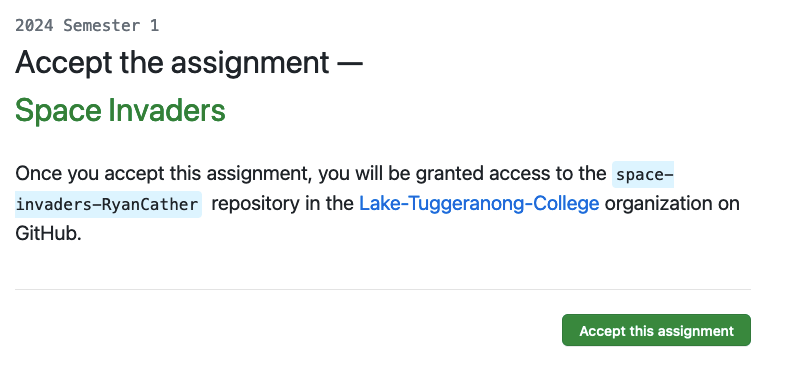 2024 Semester 1
Accept the assignment —
Space Invaders
Once you accept this assignment, you will be granted access to the space-
invaders-RyanCather repository in the Lake-Tuggeranong-College organization on
GitHub.
Accept this assignment